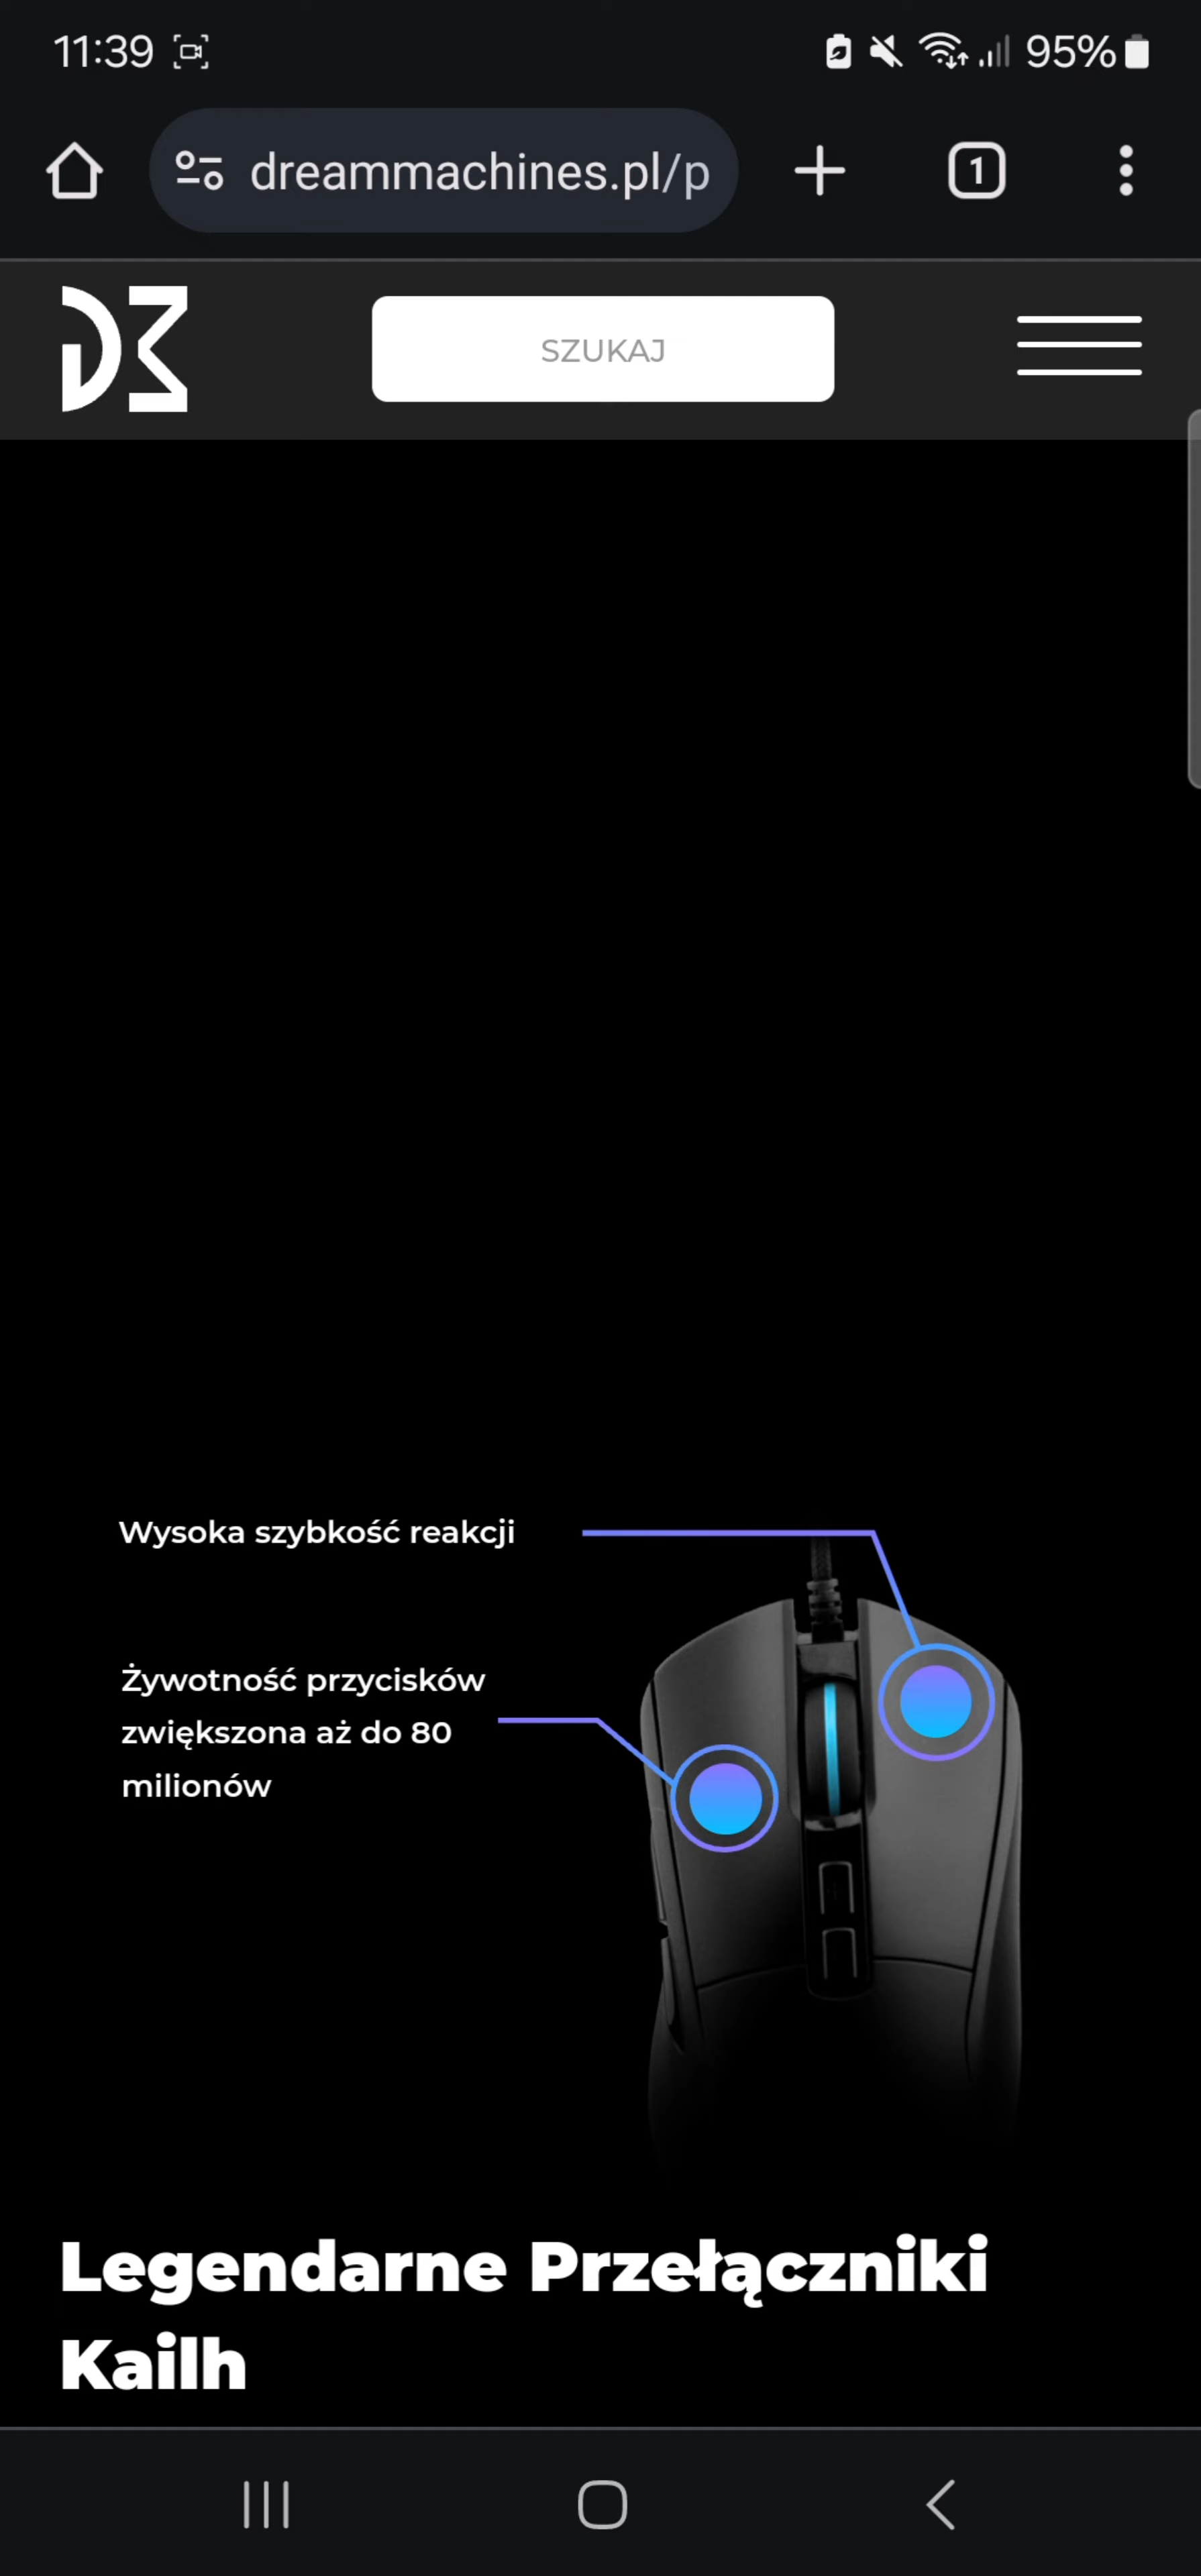 11:39
95%
dreammachines.pl/p
1
SZUKAJ
Wysoka szybkość reakcji
Żywotność przycisków
zwiększona aż do 80
milionów
Legendarne Przełączniki
Kailh